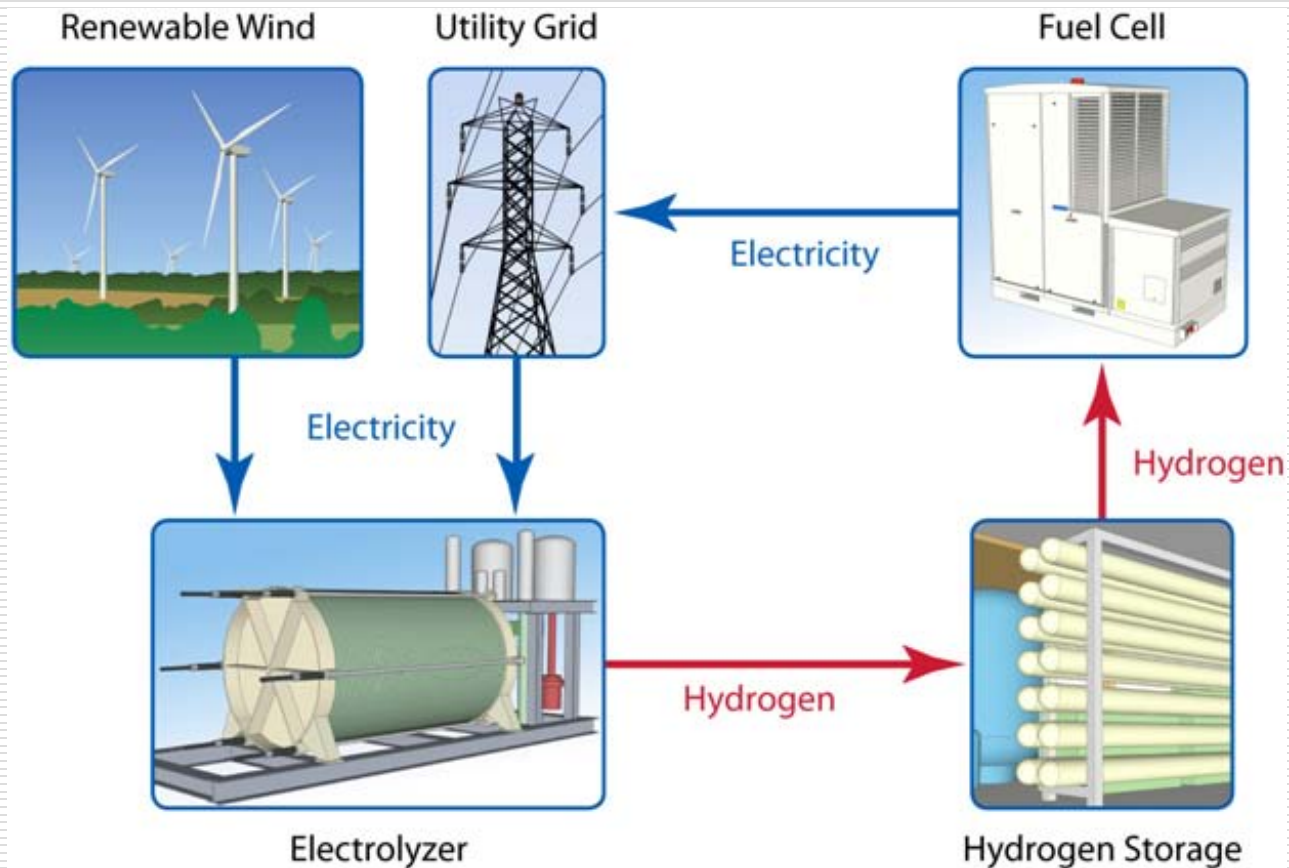 Renewable Wind
Utility Grid
Fuel Cell
Electricity
Electricity
Hydrogen
Hydrogen
Electrolyzer
Hydrogen Storage